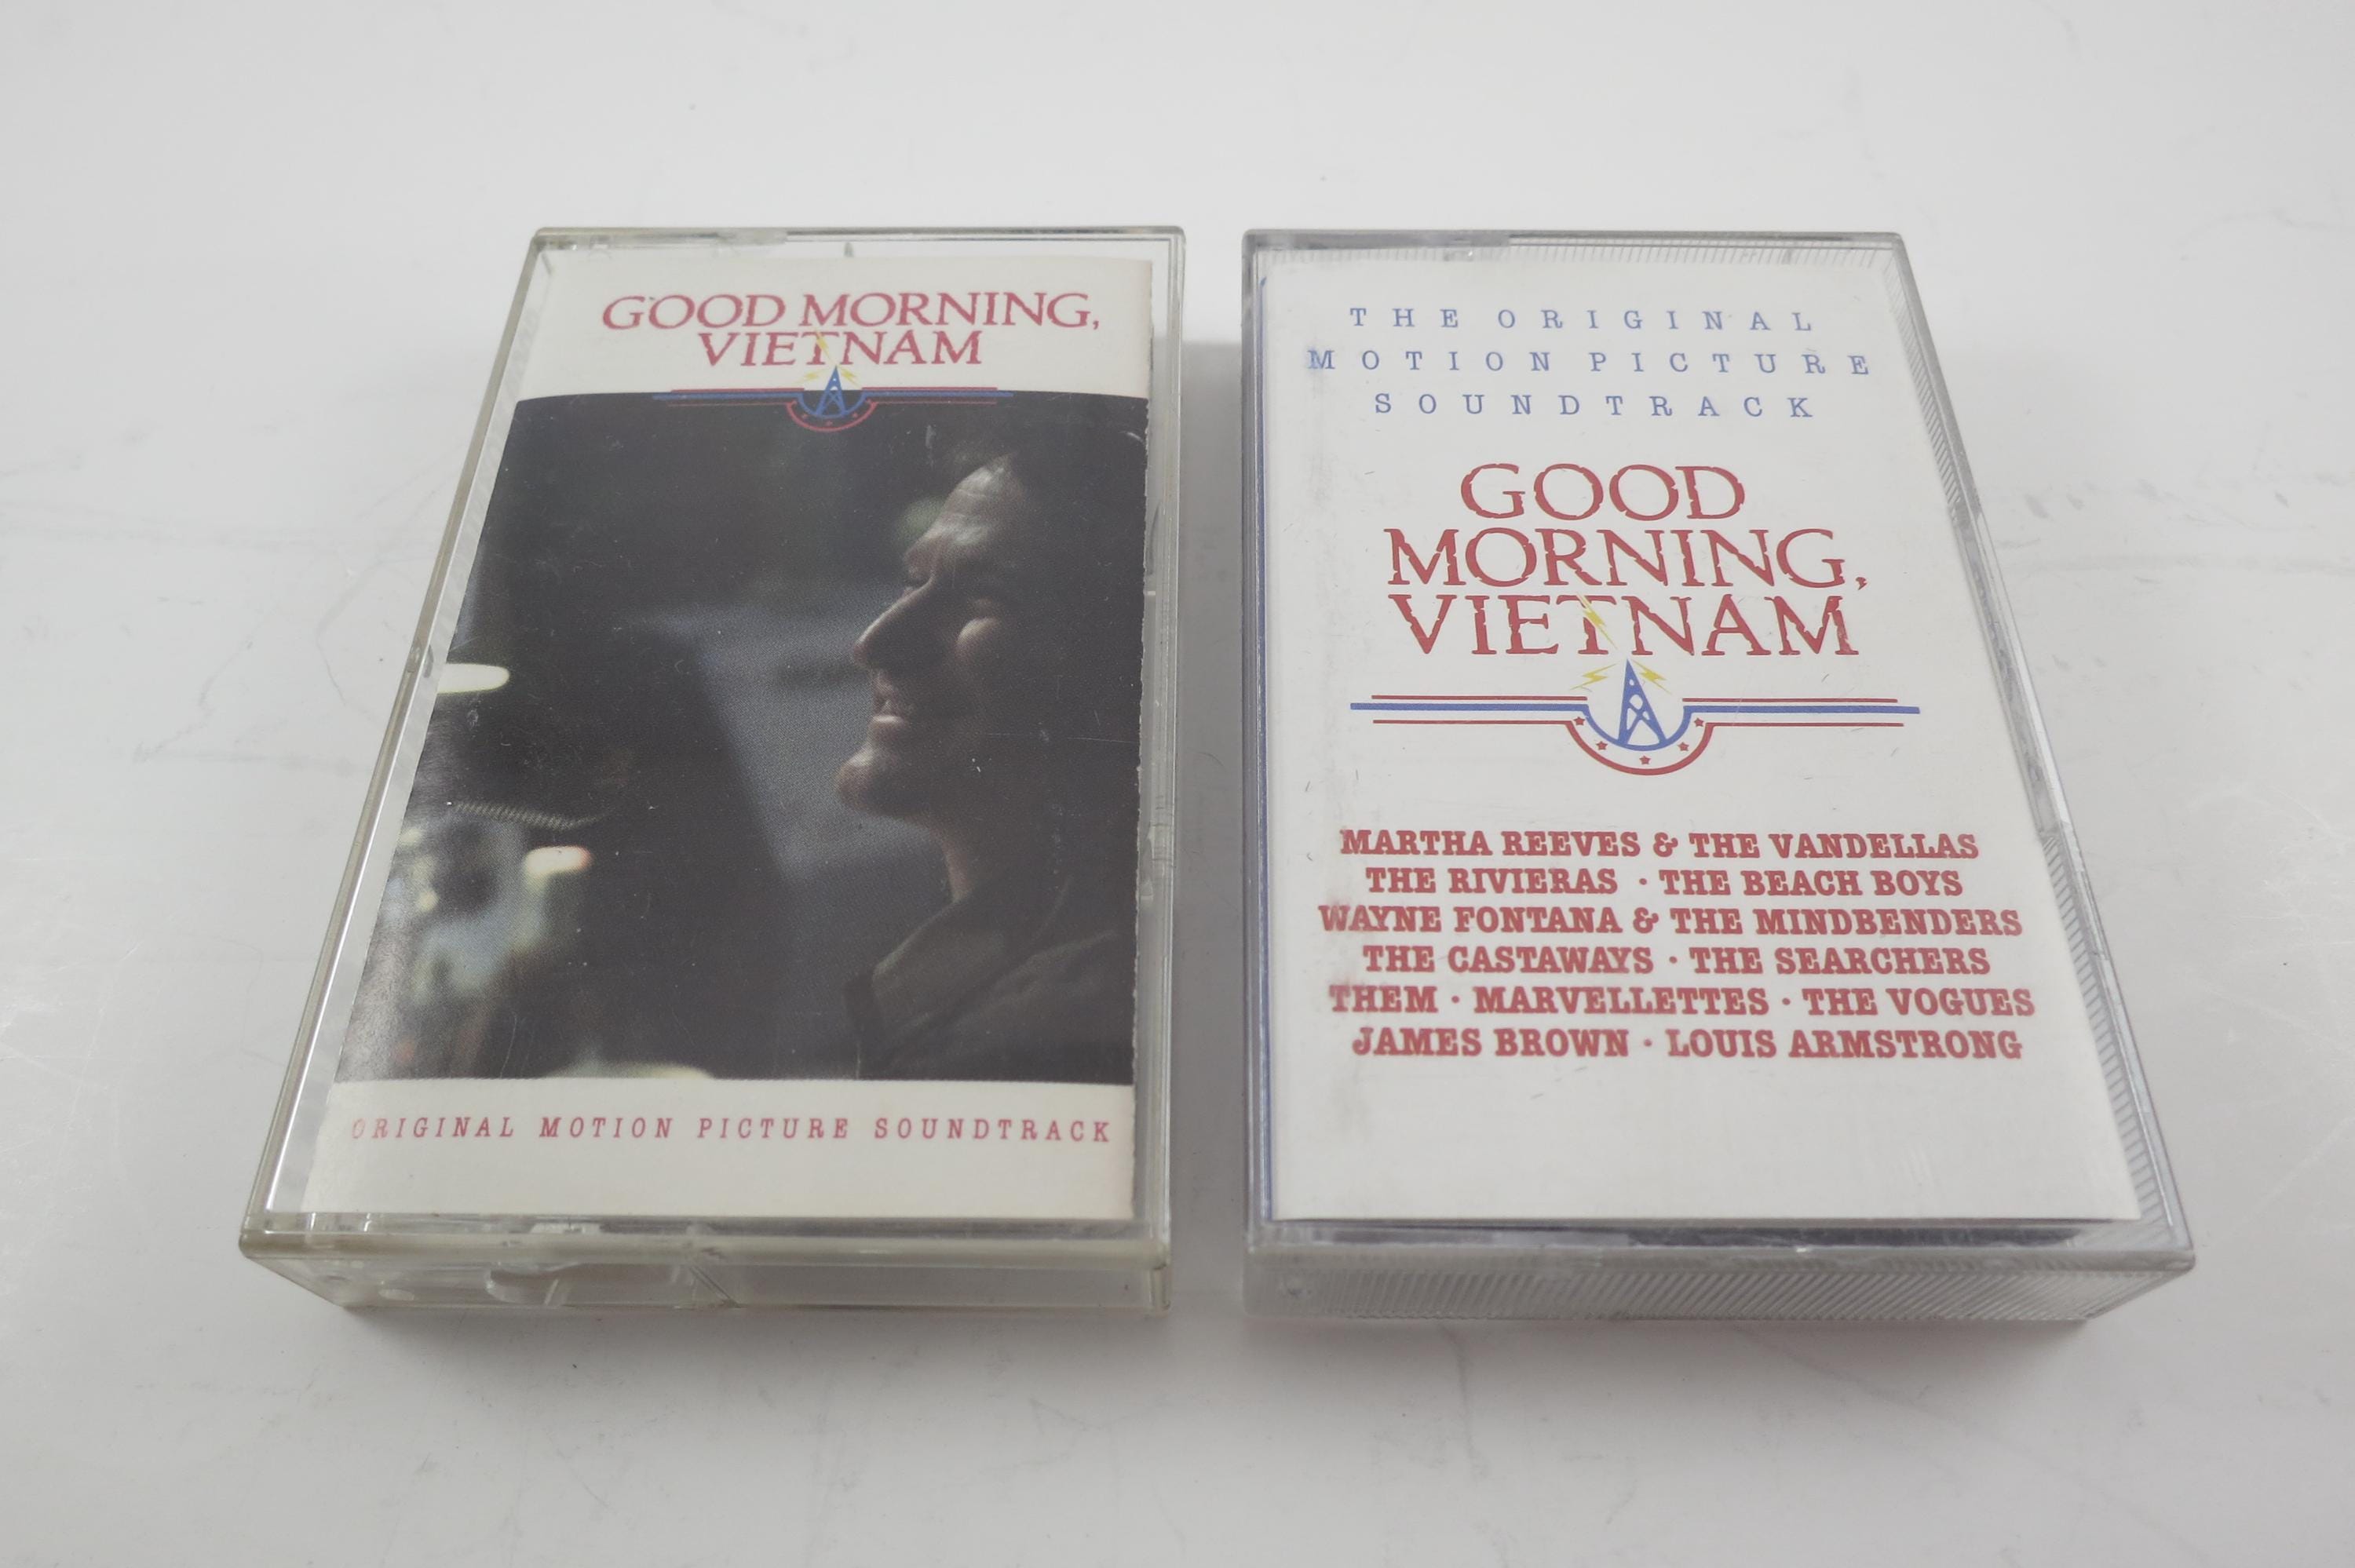 GOOD MORNING,
VIETNAM
ORIGINAL MOTION PICTURE SOUNDTRACK
THE ORIGINAL
MOTION PICTURE
SOUNDTRACK
GOOD
MORNING,
VIETNAM
MARTHA REEVES & THE VANDELLAS
THE RIVIERAS · THE BEACH BOYS
WAYNE FONTANA & THE MINDBENDERS
THE CASTAWAYS · THE SEARCHERS
THEM · MARVELLETTES · THE VOGUES
JAMES BROWN · LOUIS ARMSTRONG